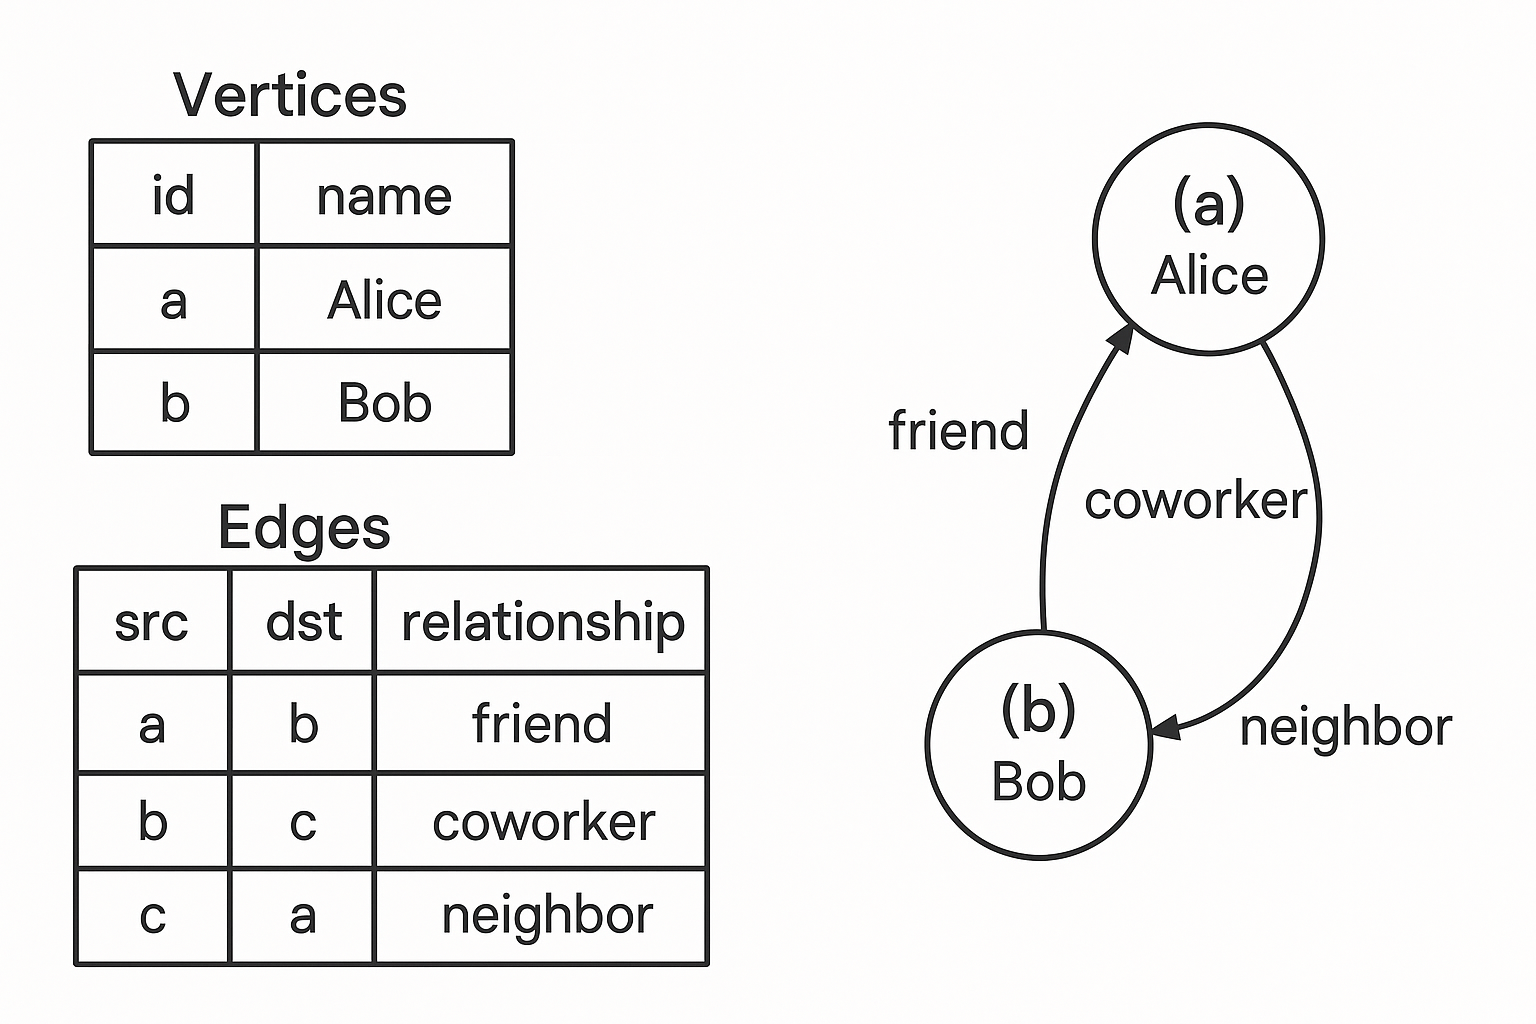 Vertices
id name
a Alice
b Bob
Edges
src dst relationship
a b friend
b c coworker
c a neighbor
(a)
Alice
friend
coworker
(b)
Bob
neighbor